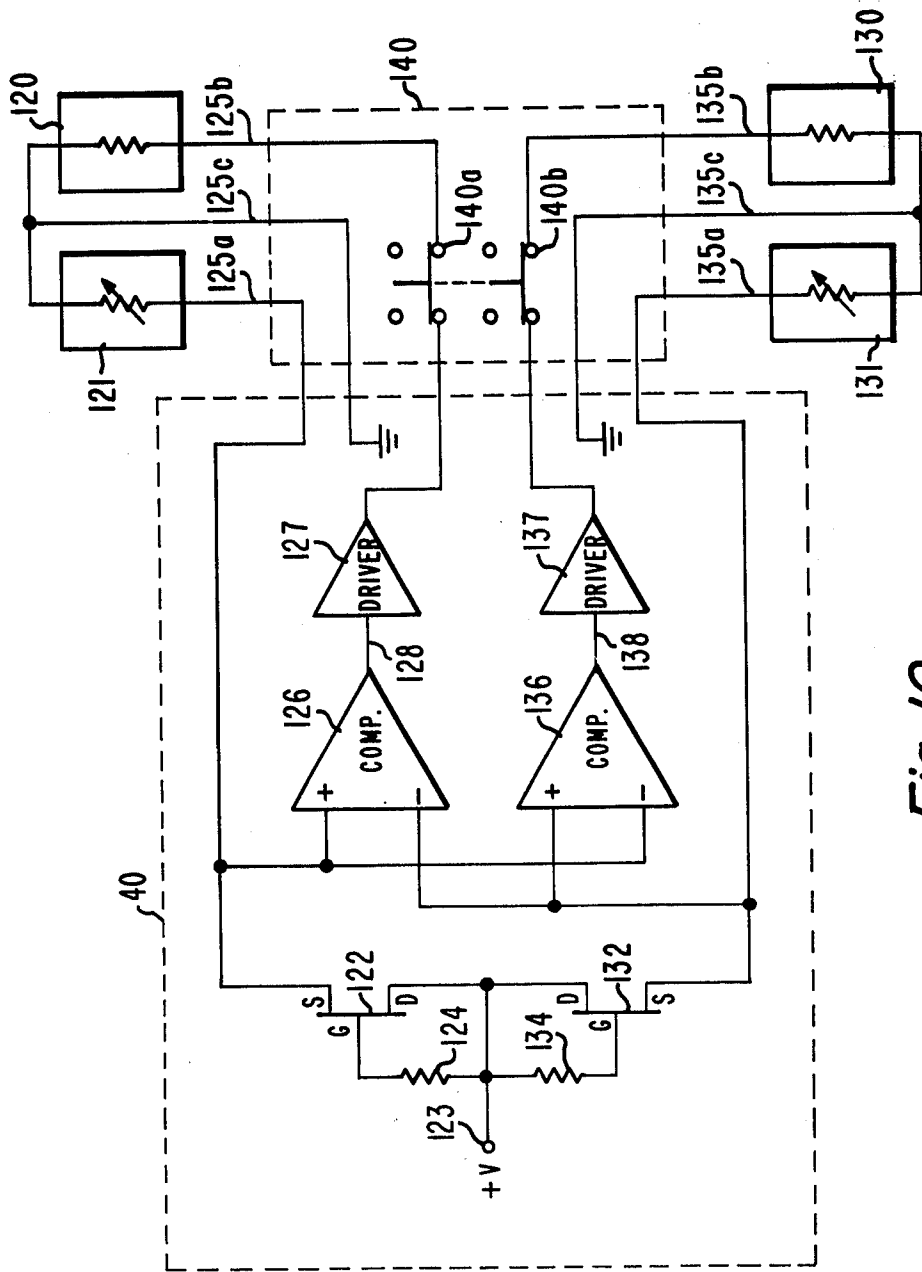 120
121
125b
125c
125a
140
140a
140b
135b
135c
135a
130
131
40
127
DRIVER
128
126
COMP.
+
−
137
DRIVER
138
136
COMP.
+
−
S
G
122
D
124
D
G
132
S
134
123
+V
Fig. 10